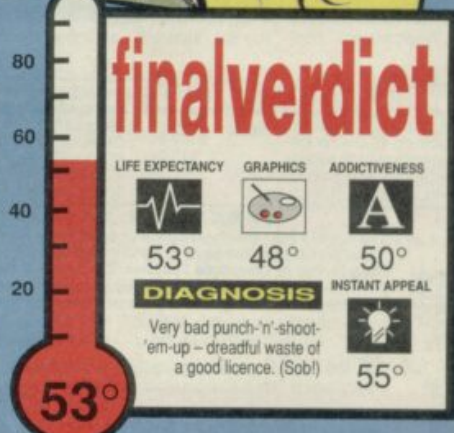 80
60
40
20
53°
finalverdict
LIFE EXPECTANCY GRAPHICS ADDICTIVENESS
A
53° 48° 50°
DIAGNOSIS
Very bad punch-'n'-shoot-
'em-up – dreadful waste of
a good licence. (Sob!)
INSTANT APPEAL
55°